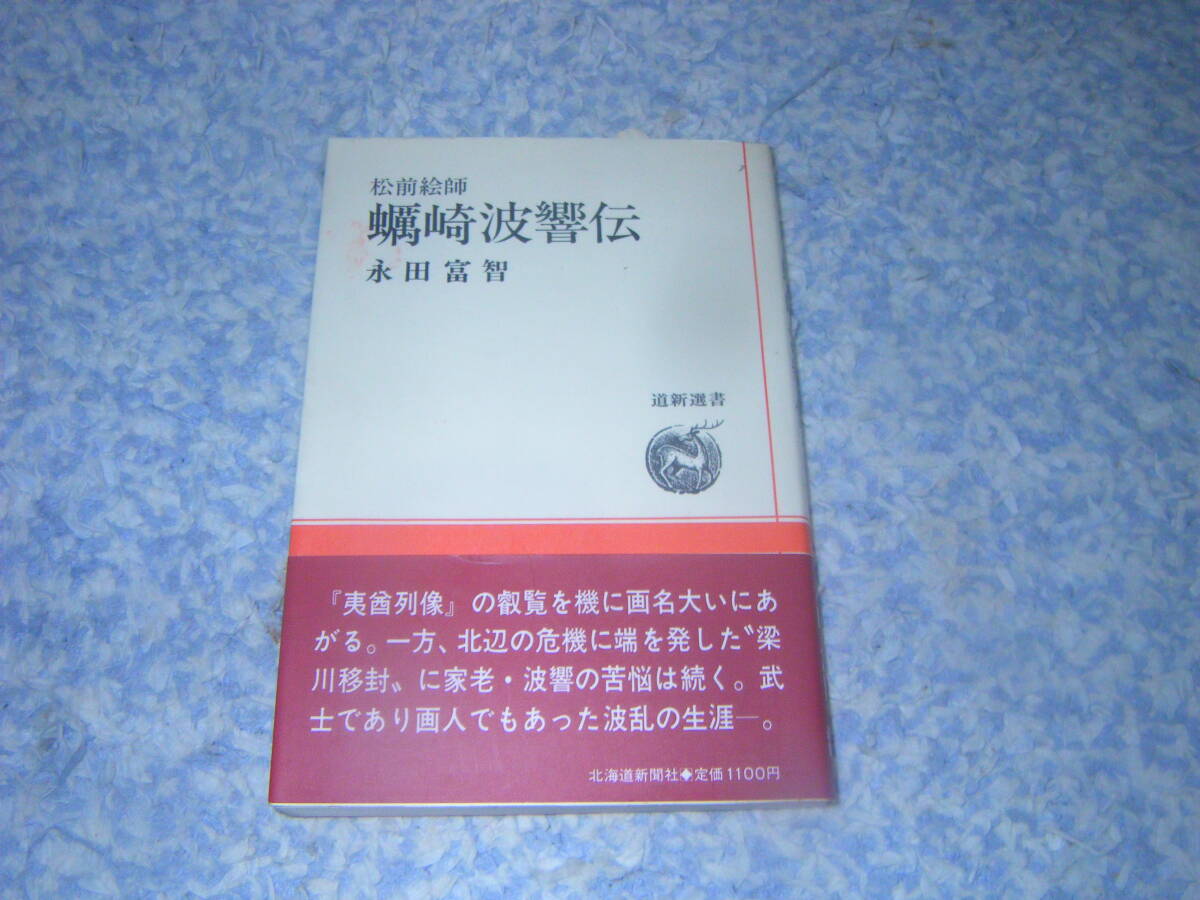 松前絵師
蠣崎波響伝
永田富智
道新選書
『夷酋列像』の叡覧を機に画名大いにあ
がる。一方、北辺の危機に端を発した〝梁
川移封〟に家老・波響の苦悩は続く。武
士であり画人でもあった波乱の生涯─。
北海道新聞社◆定価1100円